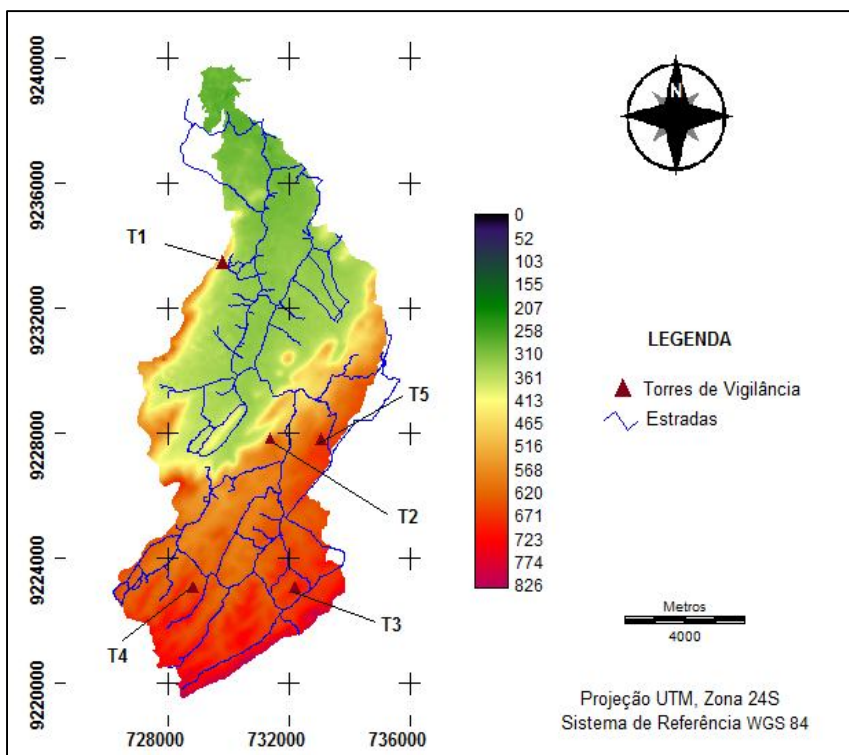 9240000
9236000
9232000
9228000
9224000
9220000
728000
732000
736000
T1
T5
T2
T3
T4
0
52
103
155
207
258
310
361
413
465
516
568
620
671
723
774
826
N
LEGENDA
Torres de Vigilância
Estradas
Metros
4000
Projeção UTM, Zona 24S
Sistema de Referência WGS 84